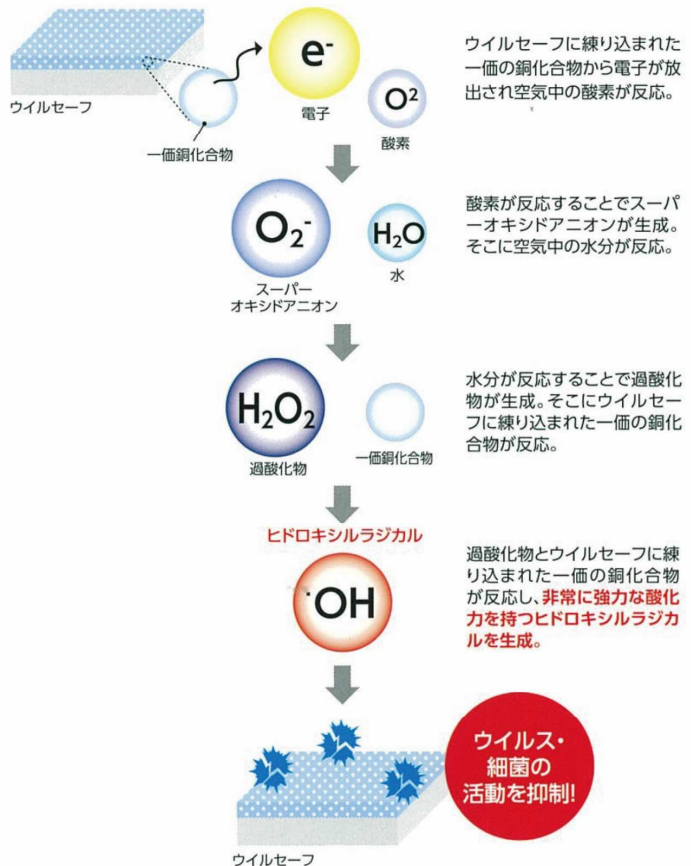 ウイルセーフ
一価銅化合物
e⁻
電子
O²
酸素
ウイルセーフに練り込まれた
一価の銅化合物から電子が放
出され空気中の酸素が反応。
O₂⁻
スーパー
オキシドアニオン
H₂O
水
酸素が反応することでスーパ
ーオキシドアニオンが生成。
そこに空気中の水分が反応。
H₂O₂
過酸化物
一価銅化合物
水分が反応することで過酸化
物が生成。そこにウイルセー
フに練り込まれた一価の銅化
合物が反応。
ヒドロキシルラジカル
·OH
過酸化物とウイルセーフに練
り込まれた一価の銅化合物
が反応し、非常に強力な酸化
力を持つヒドロキシルラジカ
ルを生成。
ウイルス・
細菌の
活動を抑制!
ウイルセーフ